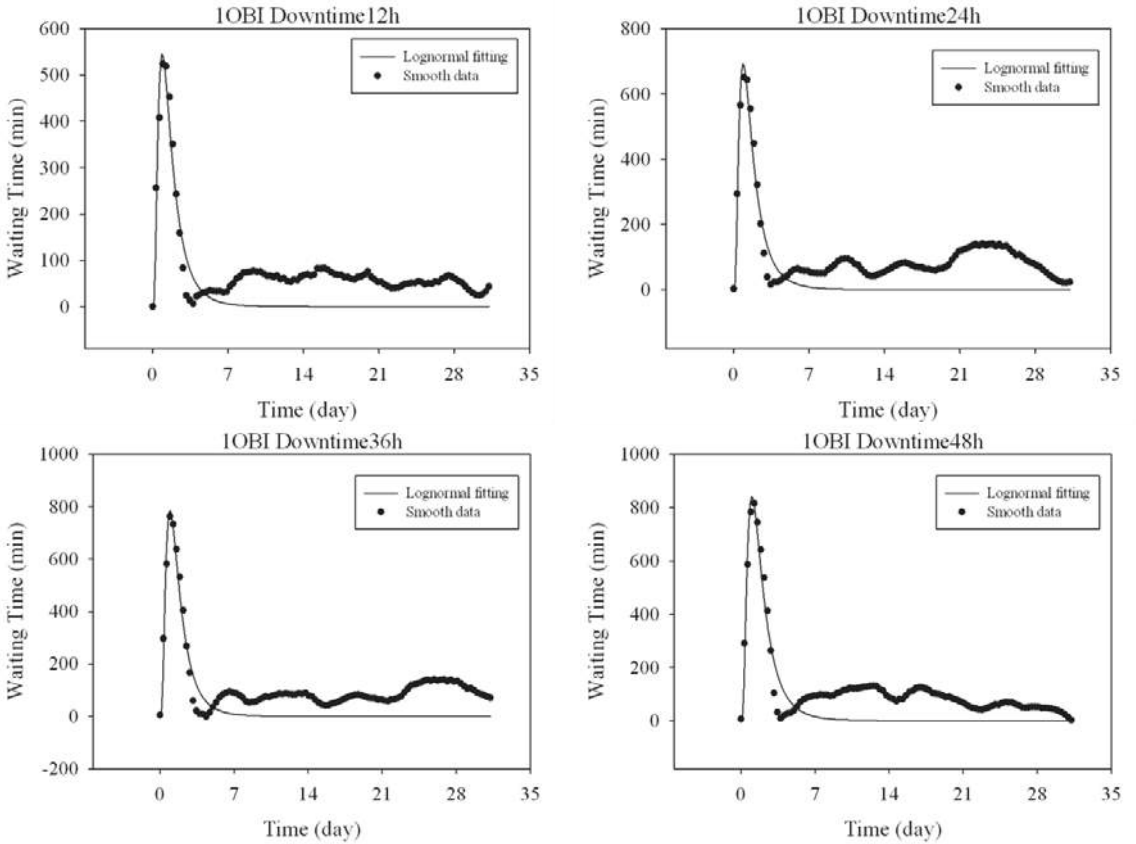 1OBI Downtime12h
600
500
400
300
200
100
0
Waiting Time (min)
Lognormal fitting
Smooth data
0 7 14 21 28 35
Time (day)
1OBI Downtime24h
800
600
400
200
0
Waiting Time (min)
Lognormal fitting
Smooth data
0 7 14 21 28 35
Time (day)
1OBI Downtime36h
1000
800
600
400
200
0
-200
Waiting Time (min)
Lognormal fitting
Smooth data
0 7 14 21 28 35
Time (day)
1OBI Downtime48h
1000
800
600
400
200
0
Waiting Time (min)
Lognormal fitting
Smooth data
0 7 14 21 28 35
Time (day)